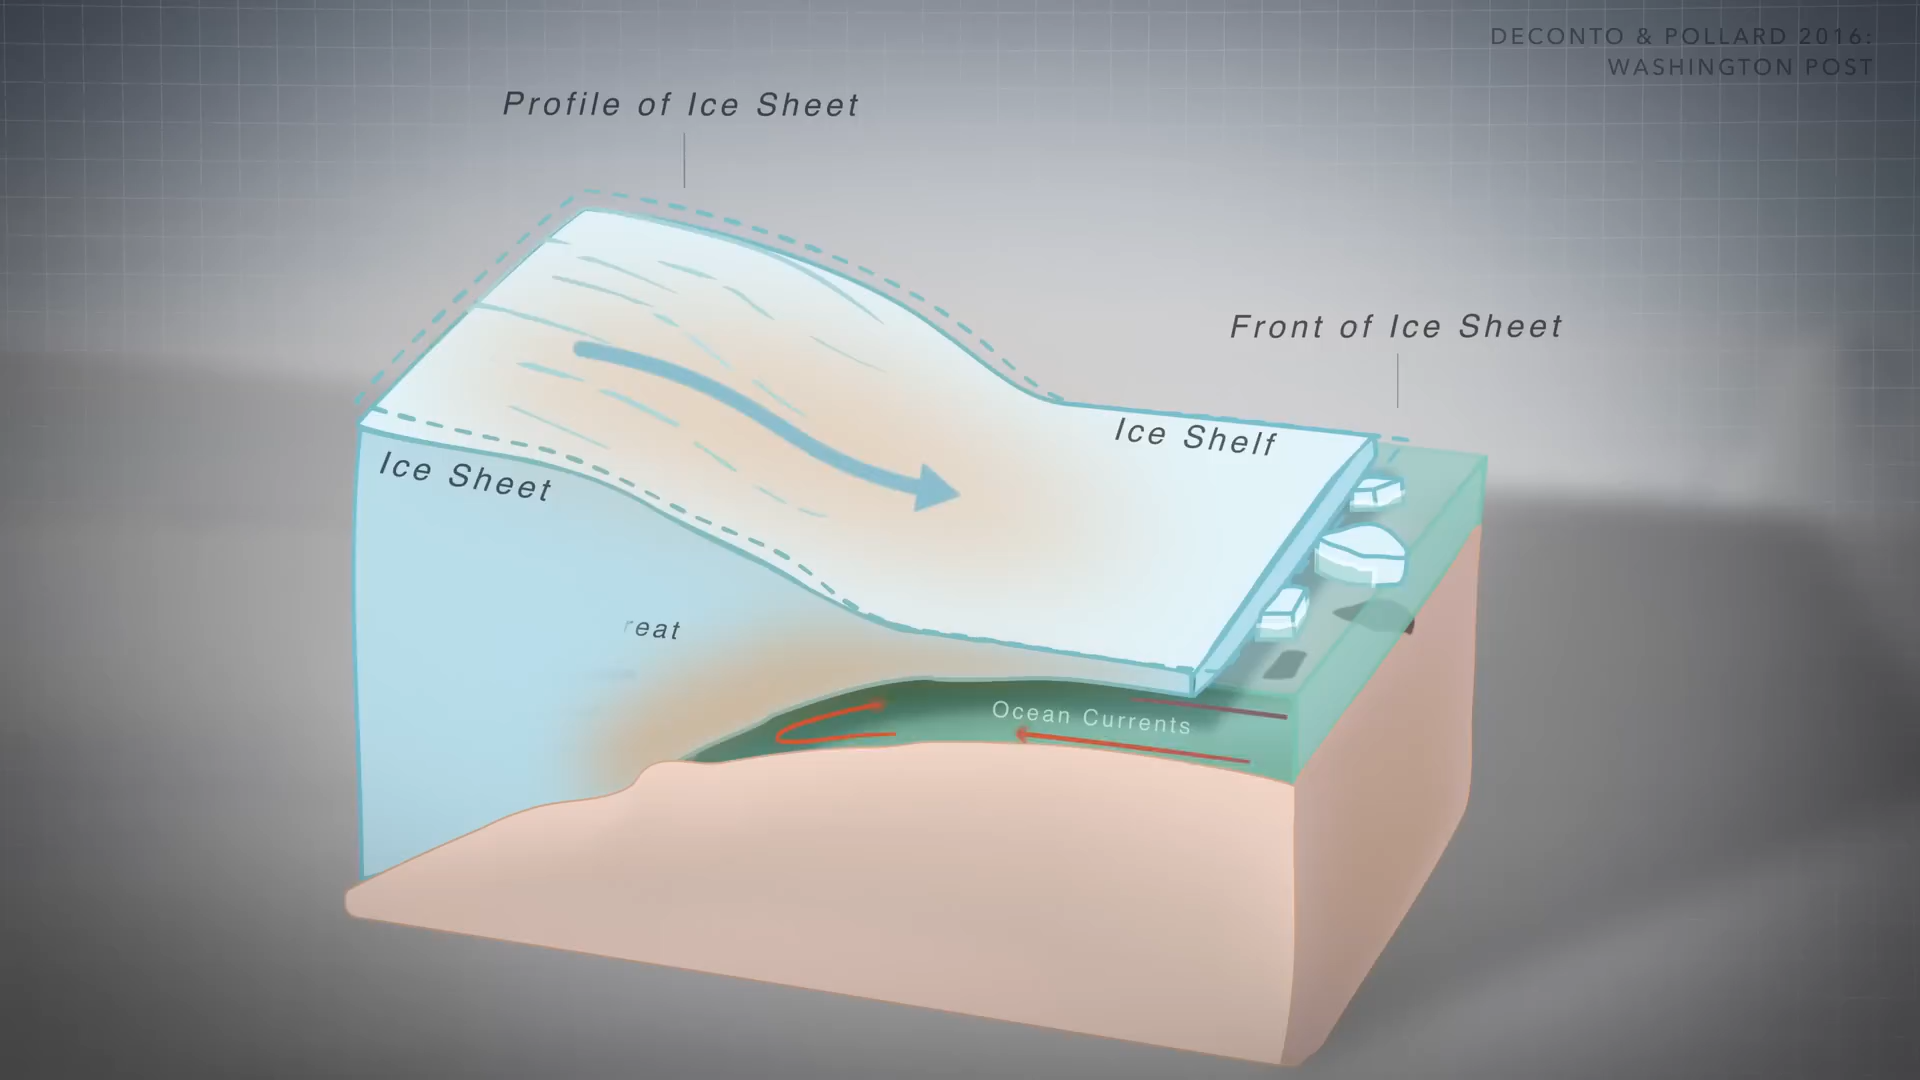 DECONTO & POLLARD 2016:
WASHINGTON POST
Profile of Ice Sheet
Front of Ice Sheet
Ice Shelf
Ice Sheet
Ocean Currents